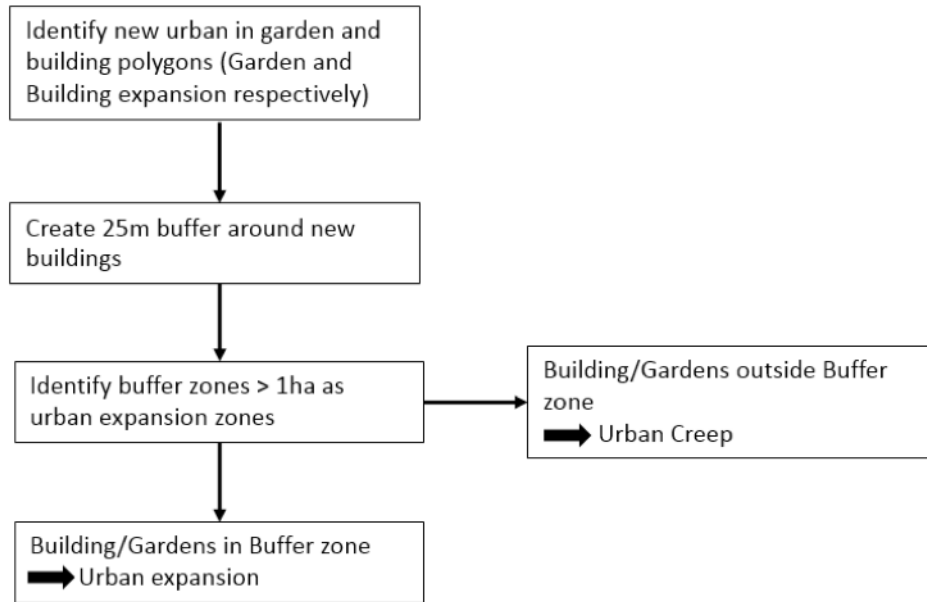 Identify new urban in garden and
building polygons (Garden and
Building expansion respectively)
Create 25m buffer around new
buildings
Identify buffer zones > 1ha as
urban expansion zones
Building/Gardens outside Buffer
zone
Urban Creep
Building/Gardens in Buffer zone
Urban expansion